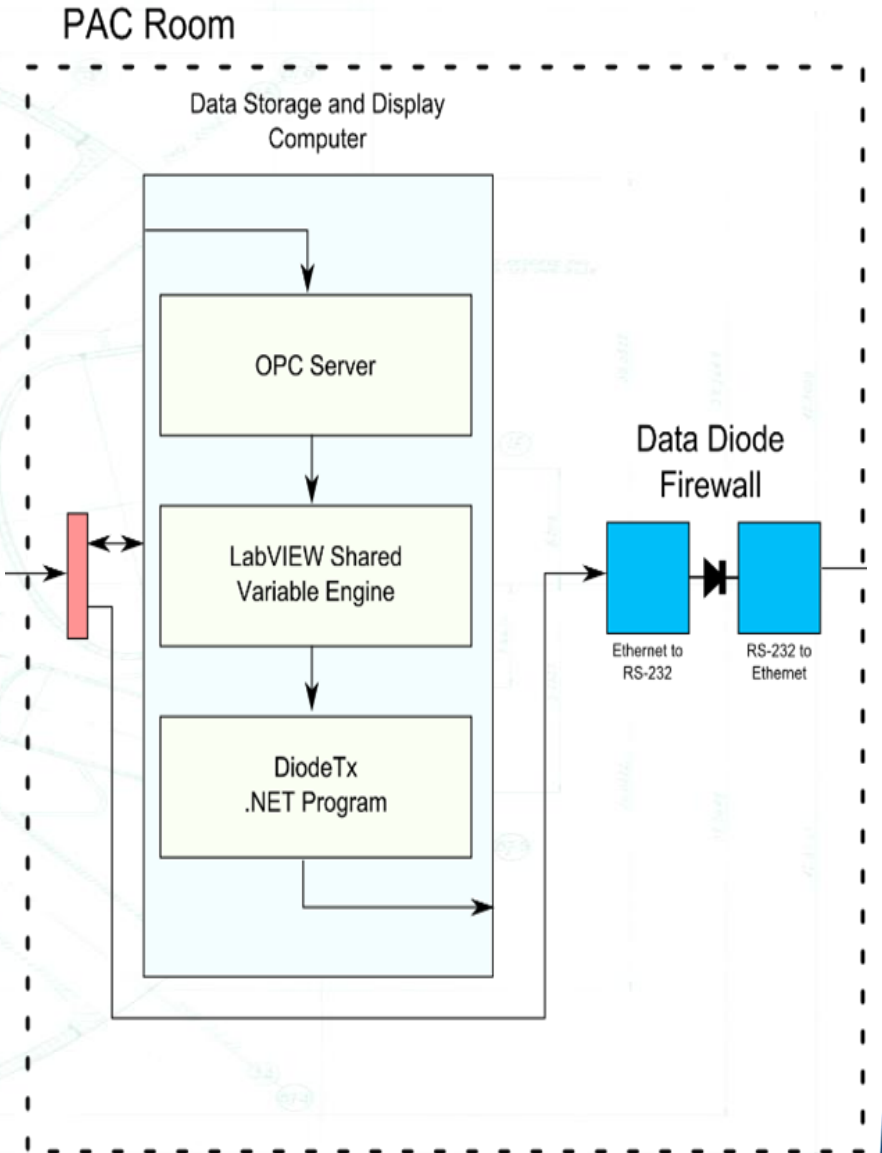 PAC Room
Data Storage and Display
Computer
OPC Server
LabVIEW Shared
Variable Engine
DiodeTx
.NET Program
Data Diode
Firewall
Ethernet to
RS-232
RS-232 to
Ethernet